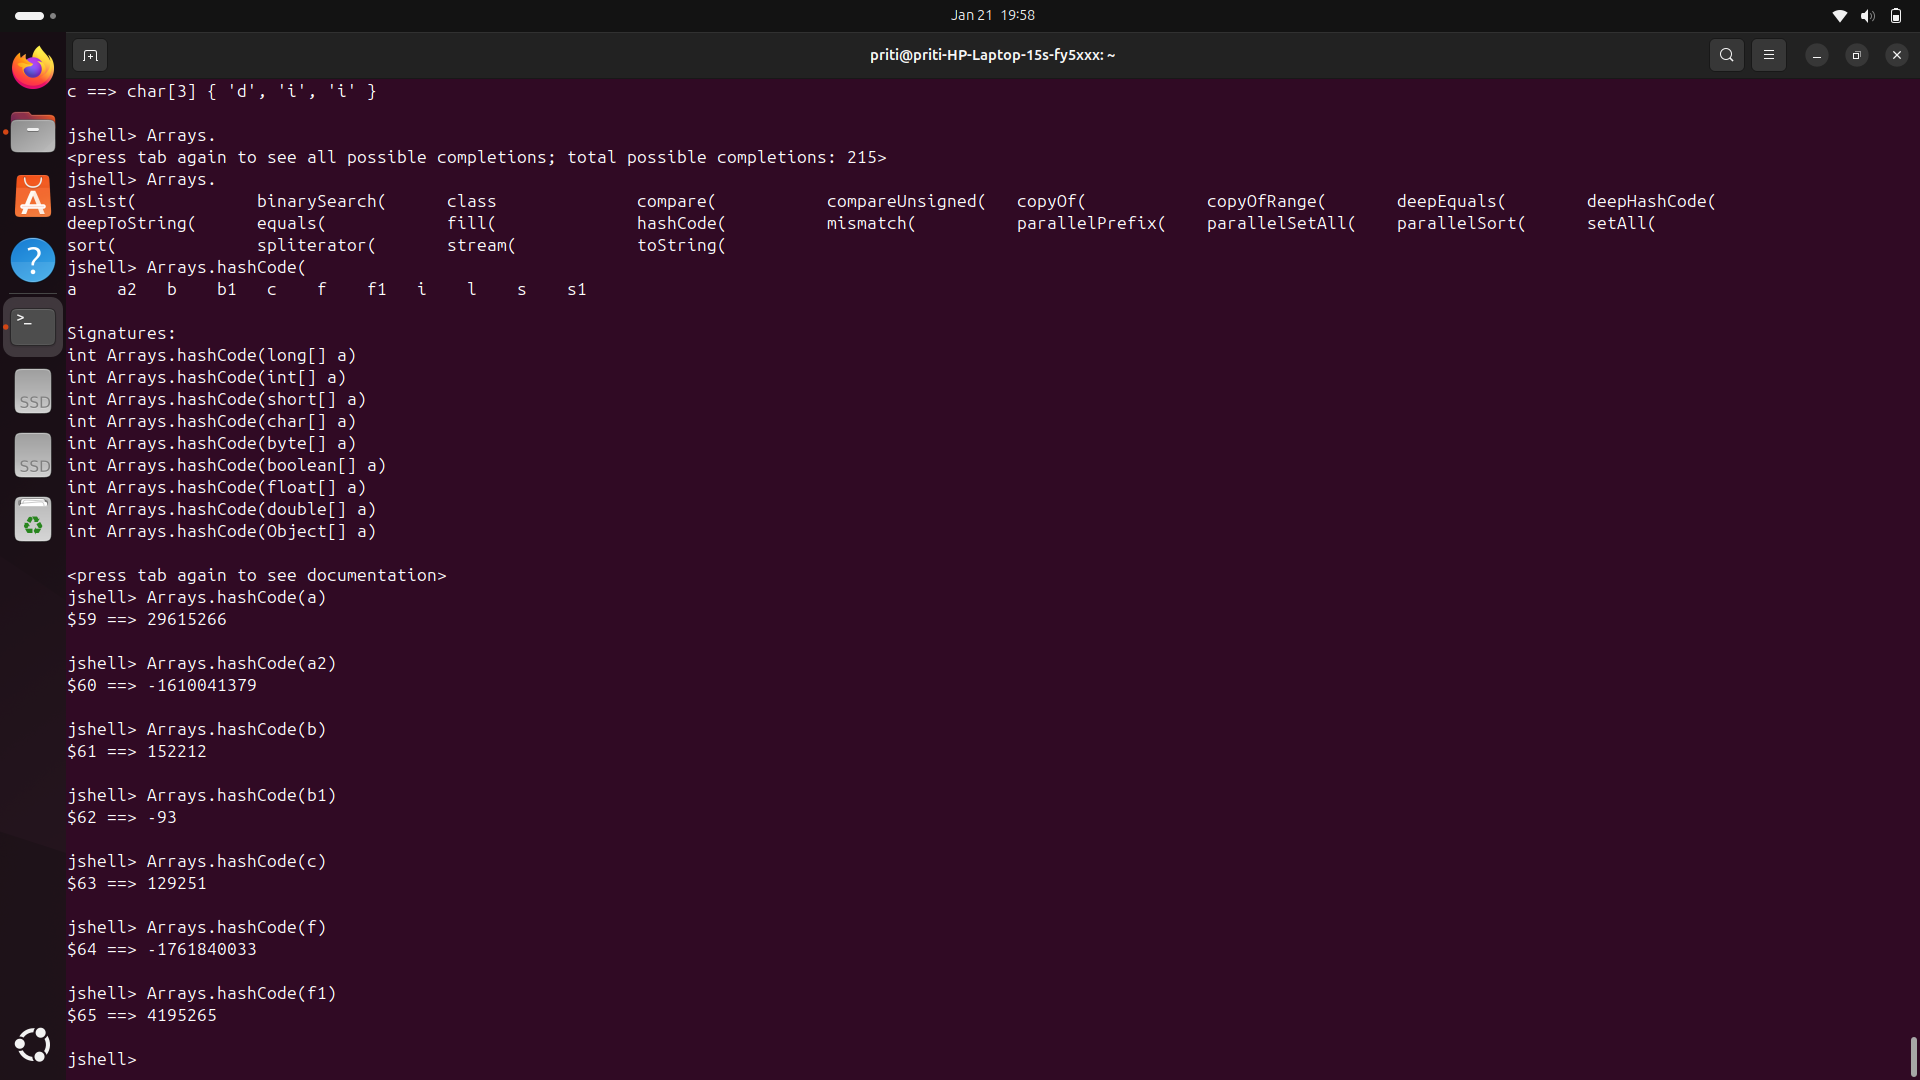 Jan 21 19:58
priti@priti-HP-Laptop-15s-fy5xxx: ~
c ==> char[3] { 'd', 'i', 'i' }
jshell> Arrays.
<press tab again to see all possible completions; total possible completions: 215>
jshell> Arrays.
asList( binarySearch( class compare( compareUnsigned( copyOf( copyOfRange( deepEquals( deepHashCode(
deepToString( equals( fill( hashCode( mismatch( parallelPrefix( parallelSetAll( parallelSort( setAll(
sort( spliterator( stream( toString(
jshell> Arrays.hashCode(
a a2 b b1 c f f1 i l s s1
Signatures:
int Arrays.hashCode(long[] a)
int Arrays.hashCode(int[] a)
int Arrays.hashCode(short[] a)
int Arrays.hashCode(char[] a)
int Arrays.hashCode(byte[] a)
int Arrays.hashCode(boolean[] a)
int Arrays.hashCode(float[] a)
int Arrays.hashCode(double[] a)
int Arrays.hashCode(Object[] a)
<press tab again to see documentation>
jshell> Arrays.hashCode(a)
$59 ==> 29615266
jshell> Arrays.hashCode(a2)
$60 ==> -1610041379
jshell> Arrays.hashCode(b)
$61 ==> 152212
jshell> Arrays.hashCode(b1)
$62 ==> -93
jshell> Arrays.hashCode(c)
$63 ==> 129251
jshell> Arrays.hashCode(f)
$64 ==> -1761840033
jshell> Arrays.hashCode(f1)
$65 ==> 4195265
jshell>
SSD
SSD